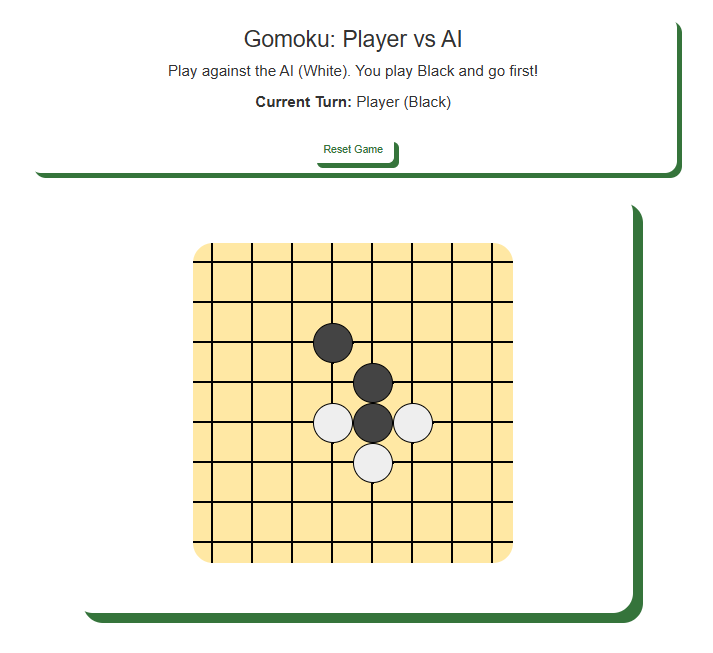 Gomoku: Player vs AI
Play against the AI (White). You play Black and go first!
Current Turn: Player (Black)
Reset Game